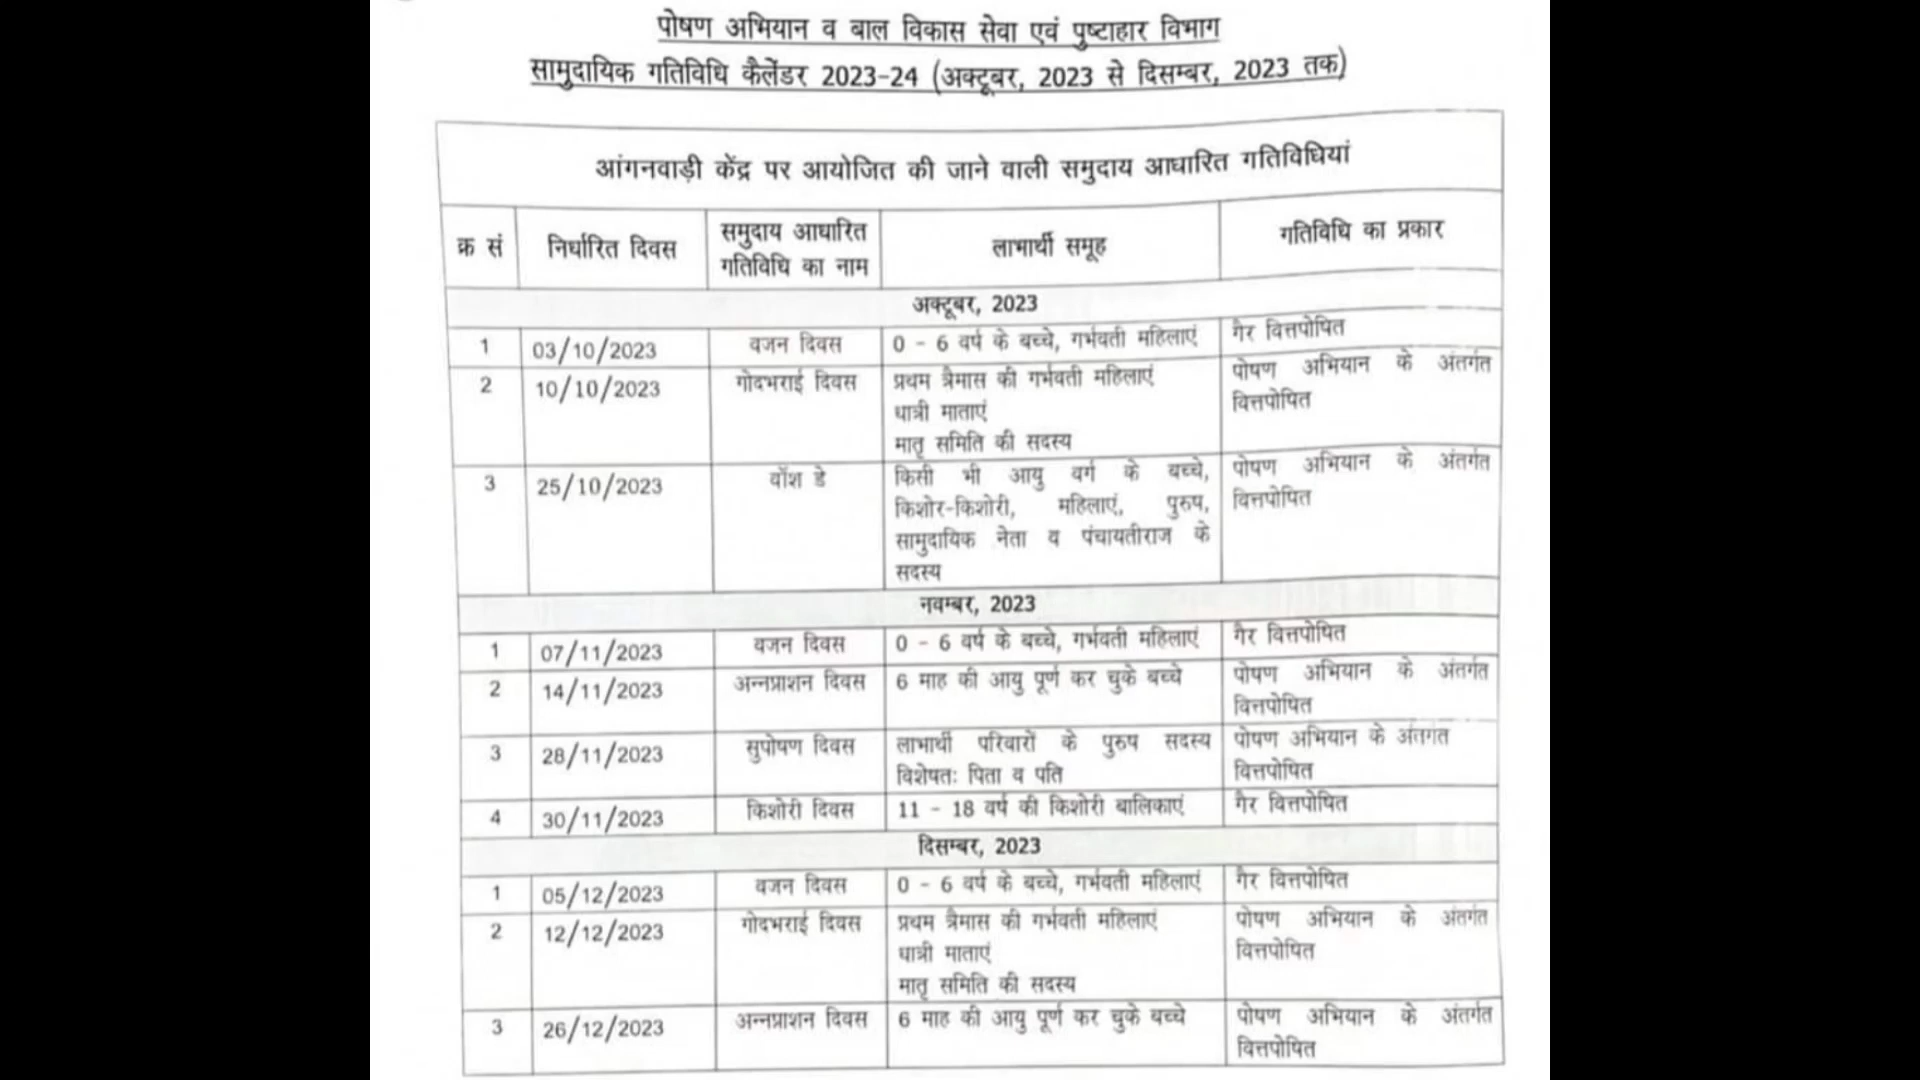 पोषण अभियान व बाल विकास सेवा एवं पुष्टाहार विभाग
सामुदायिक गतिविधि कैलेंडर 2023-24 (अक्टूबर, 2023 से दिसम्बर, 2023 तक)
आंगनवाड़ी केंद्र पर आयोजित की जाने वाली समुदाय आधारित गतिविधियां
क्र सं निर्धारित दिवस समुदाय आधारित गतिविधि का नाम लाभार्थी समूह गतिविधि का प्रकार
अक्टूबर, 2023
1 03/10/2023 वजन दिवस 0 - 6 वर्ष के बच्चे, गर्भवती महिलाएं गैर वित्तपोषित
2 10/10/2023 गोदभराई दिवस प्रथम त्रैमास की गर्भवती महिलाएं पोषण अभियान के अंतर्गत
धात्री माताएं वित्तपोषित
मातृ समिति की सदस्य
3 25/10/2023 वॉश डे किसी भी आयु वर्ग के बच्चे, पोषण अभियान के अंतर्गत
किशोर-किशोरी, महिलाएं, पुरुष, वित्तपोषित
सामुदायिक नेता व पंचायतीराज के
सदस्य
नवम्बर, 2023
1 07/11/2023 वजन दिवस 0 - 6 वर्ष के बच्चे, गर्भवती महिलाएं गैर वित्तपोषित
2 14/11/2023 अन्नप्राशन दिवस 6 माह की आयु पूर्ण कर चुके बच्चे पोषण अभियान के अंतर्गत
वित्तपोषित
3 28/11/2023 सुपोषण दिवस लाभार्थी परिवारों के पुरुष सदस्य पोषण अभियान के अंतर्गत
विशेषतः पिता व पति वित्तपोषित
4 30/11/2023 किशोरी दिवस 11 - 18 वर्ष की किशोरी बालिकाएं गैर वित्तपोषित
दिसम्बर, 2023
1 05/12/2023 वजन दिवस 0 - 6 वर्ष के बच्चे, गर्भवती महिलाएं गैर वित्तपोषित
2 12/12/2023 गोदभराई दिवस प्रथम त्रैमास की गर्भवती महिलाएं पोषण अभियान के अंतर्गत
धात्री माताएं वित्तपोषित
मातृ समिति की सदस्य
3 26/12/2023 अन्नप्राशन दिवस 6 माह की आयु पूर्ण कर चुके बच्चे पोषण अभियान के अंतर्गत
वित्तपोषित